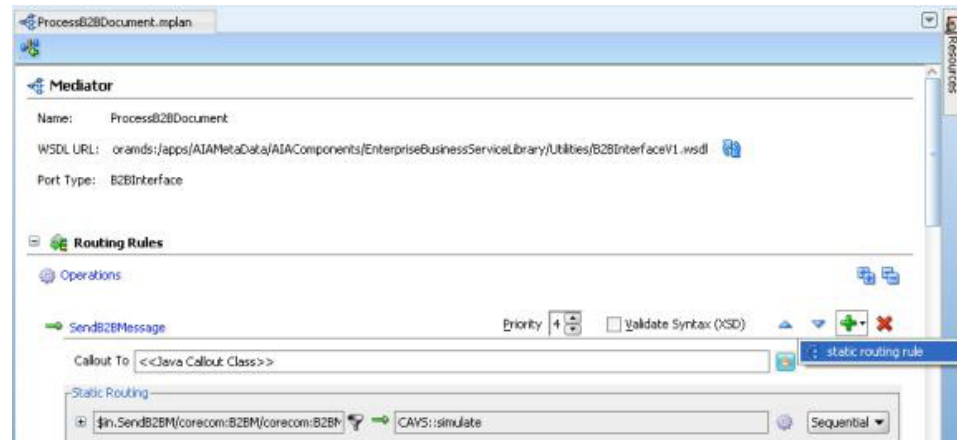 ProcessB2BDocument.mplan
Resources
Mediator
Name: ProcessB2BDocument
WSDL URL: oramds:/apps/AIAMetaData/AIAComponents/EnterpriseBusinessServiceLibrary/Utilities/B2BInterfaceV1.wsdl
Port Type: B2BInterface
Routing Rules
Operations
SendB2BMessage Priority 4 Validate Syntax (XSD)
static routing rule
Callout To <<Java Callout Class>>
Static Routing
$in.SendB2BM/corecom:B2BM/corecom:B2BM CAVS::simulate Sequential